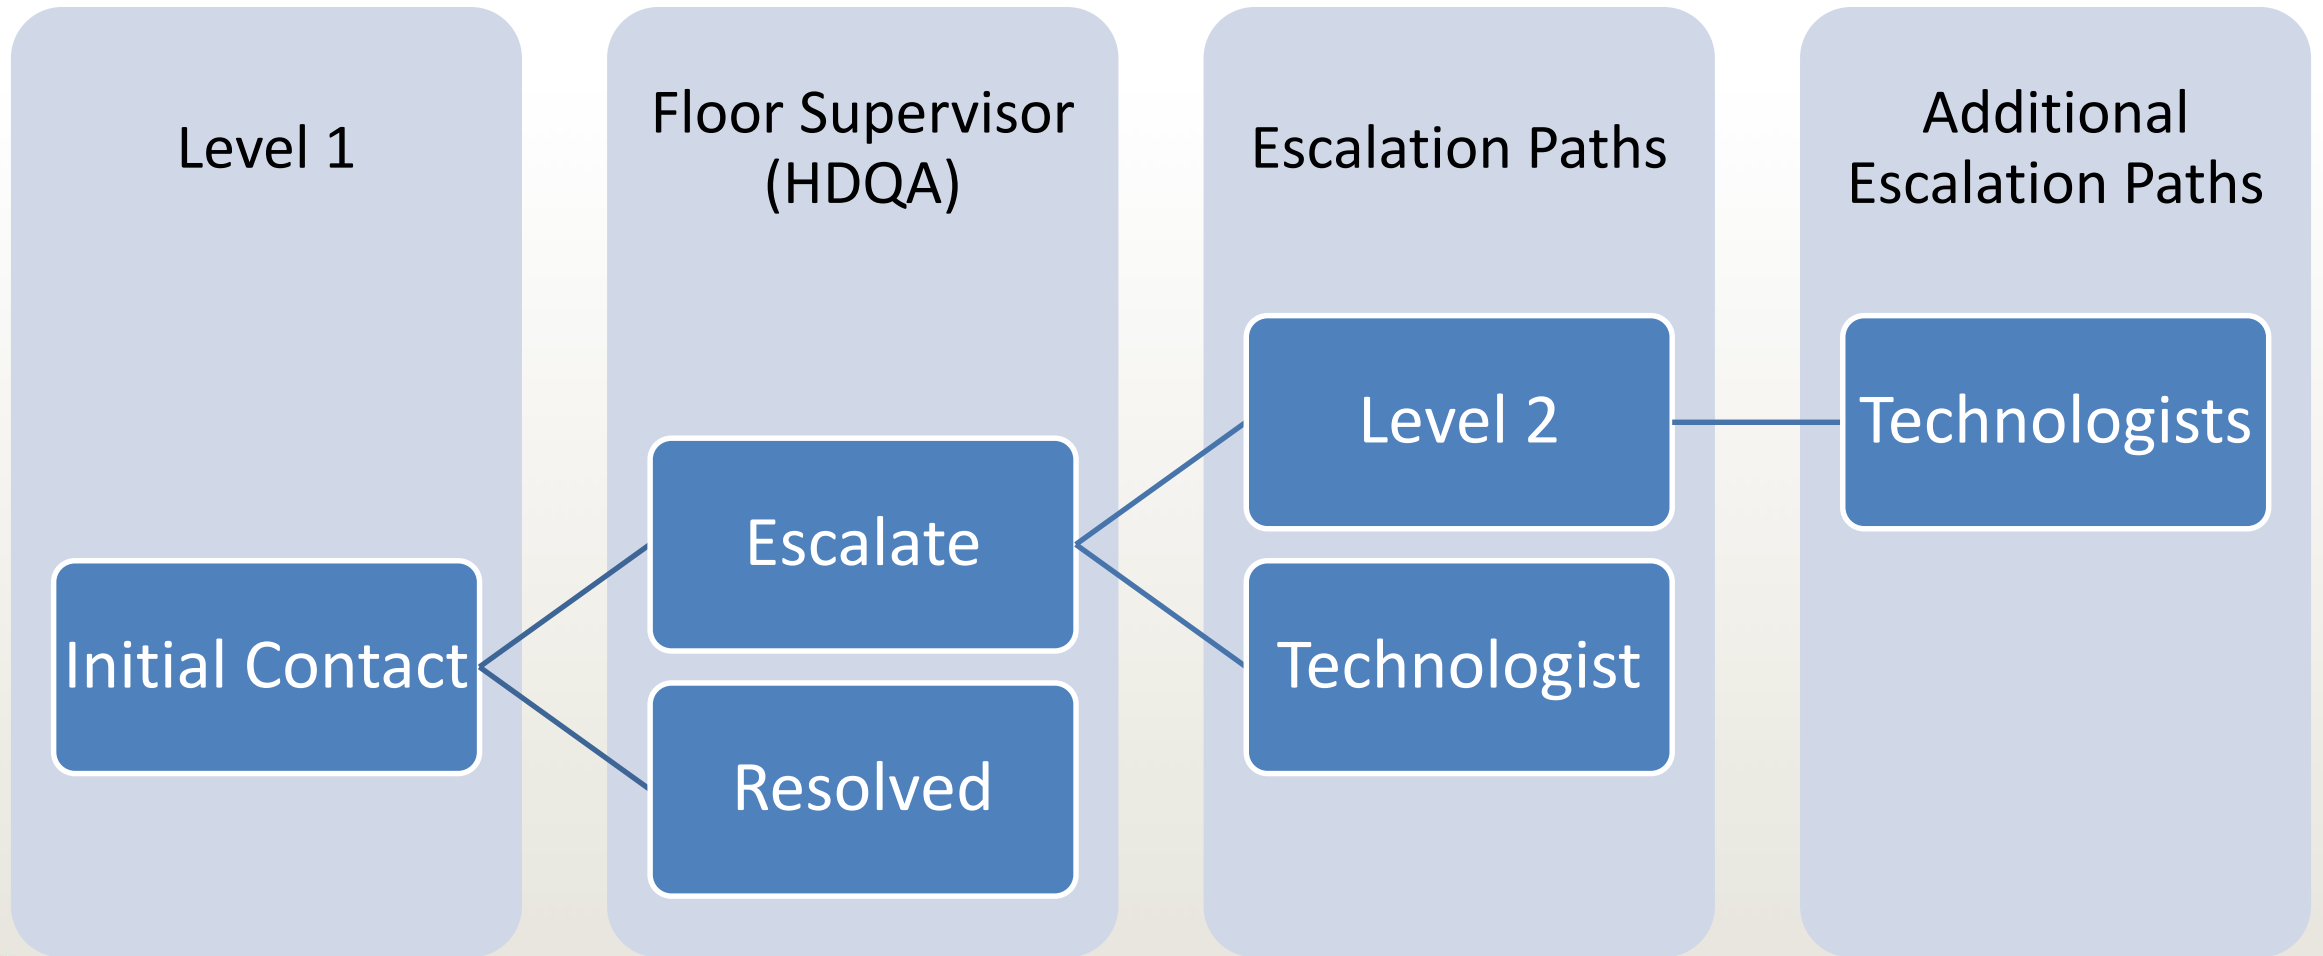 Level 1
Floor Supervisor
(HDQA)
Escalation Paths
Additional
Escalation Paths
Initial Contact
Escalate
Resolved
Level 2
Technologist
Technologists